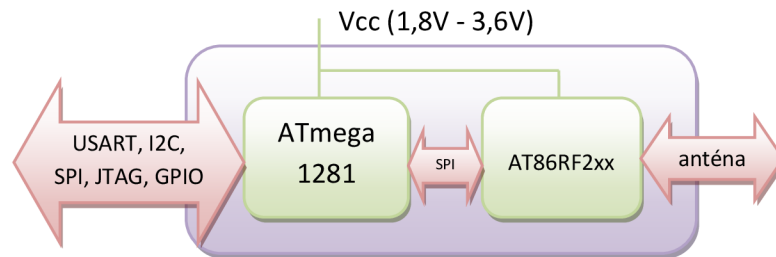 Vcc (1,8V - 3,6V)
USART, I2C,
SPI, JTAG, GPIO
ATmega
1281
SPI
AT86RF2xx
anténa